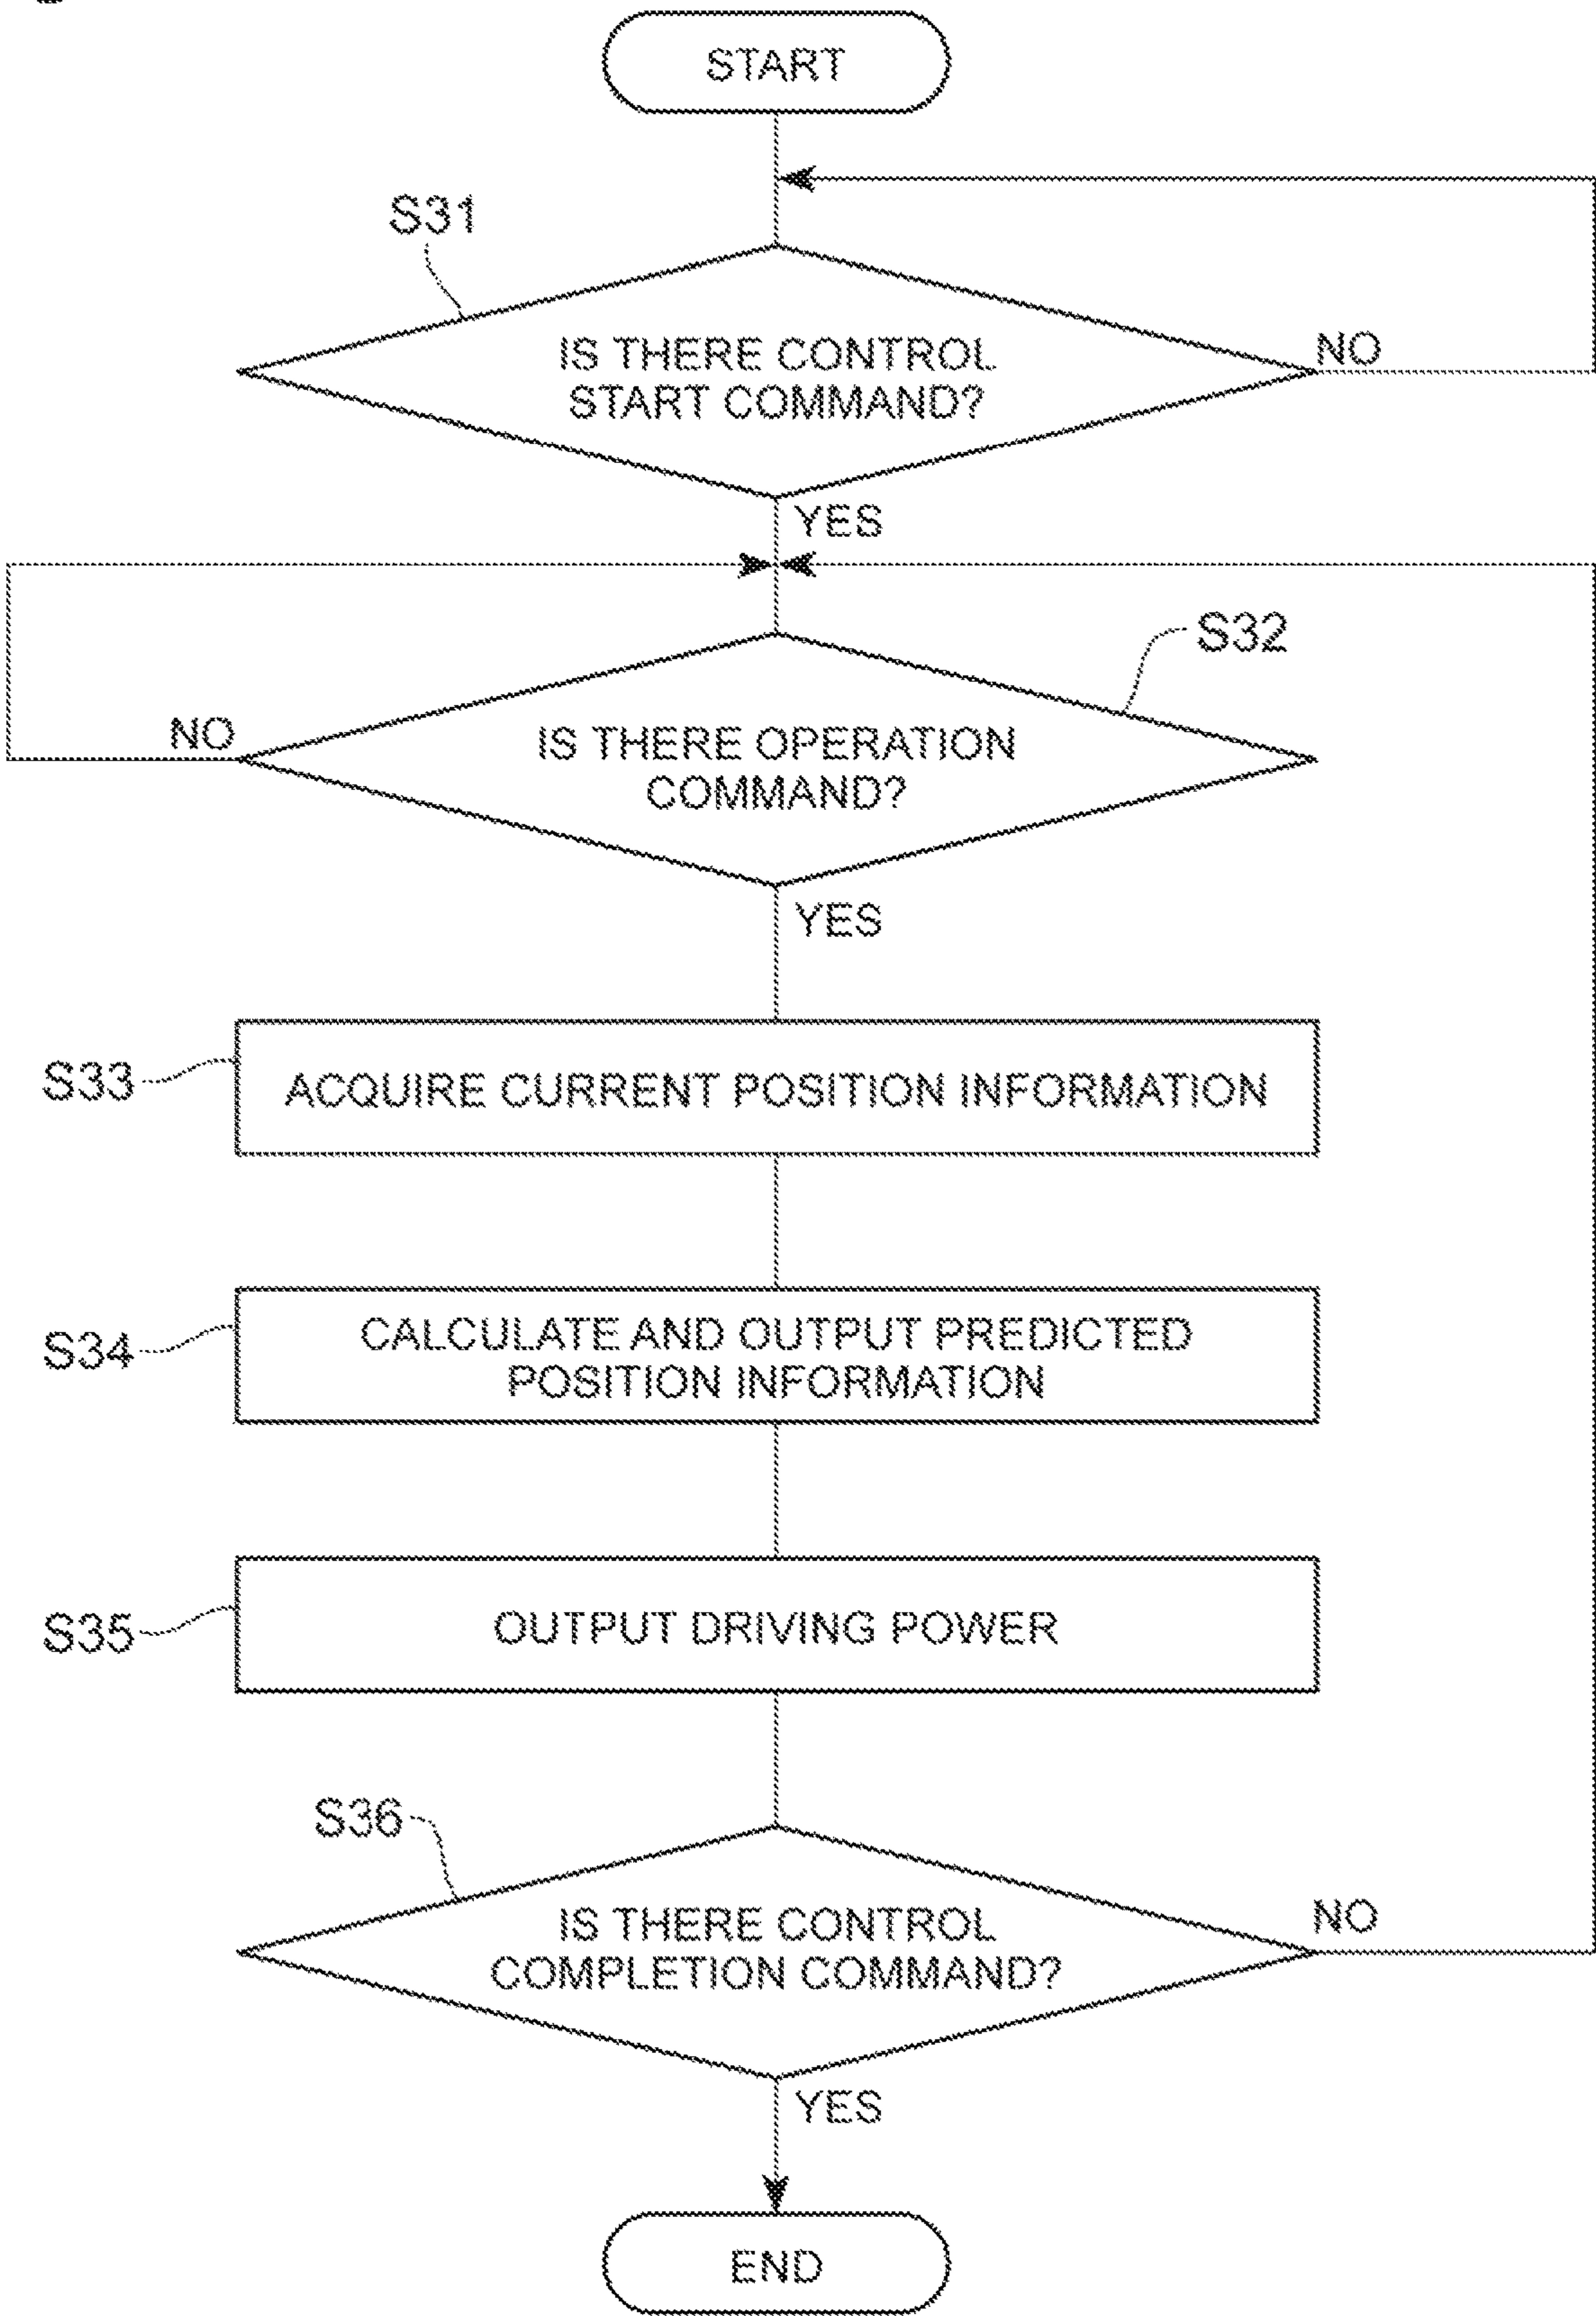 START
S31
IS THERE CONTROL
START COMMAND?
NO
YES
S32
NO
IS THERE OPERATION
COMMAND?
YES
S33
ACQUIRE CURRENT POSITION INFORMATION
S34
CALCULATE AND OUTPUT PREDICTED
POSITION INFORMATION
S35
OUTPUT DRIVING POWER
S36
IS THERE CONTROL
COMPLETION COMMAND?
NO
YES
END